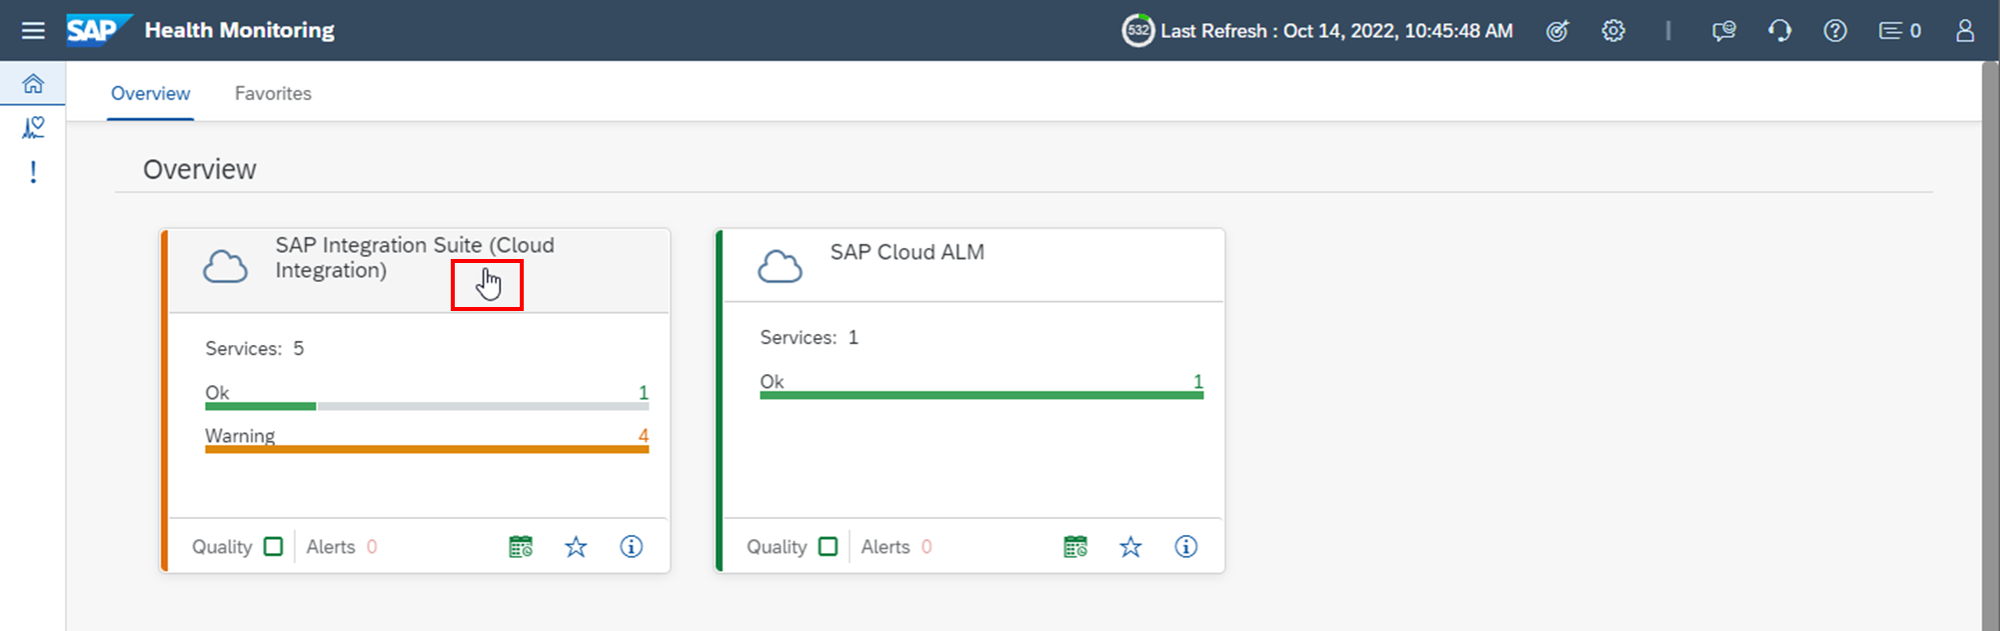 SAP Health Monitoring
532 Last Refresh : Oct 14, 2022, 10:45:48 AM
0
Overview Favorites
Overview
SAP Integration Suite (Cloud
Integration)
Services: 5
Ok 1
Warning 4
Quality Alerts 0
SAP Cloud ALM
Services: 1
Ok 1
Quality Alerts 0